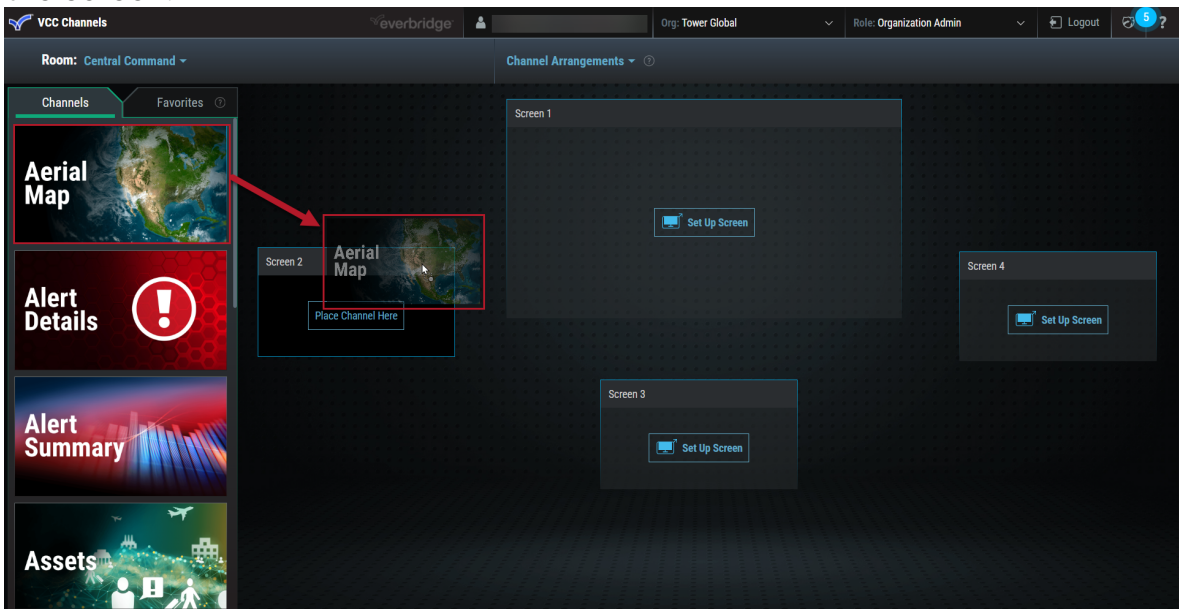 VCC Channels
everbridge
Org: Tower Global
Role: Organization Admin
Logout
5
?
Room: Central Command
Channel Arrangements
?
Channels
Favorites
?
Aerial
Map
Alert
Details
!
Alert
Summary
Assets
!
Screen 1
Set Up Screen
Screen 2
Aerial
Map
Place Channel Here
Screen 4
Set Up Screen
Screen 3
Set Up Screen